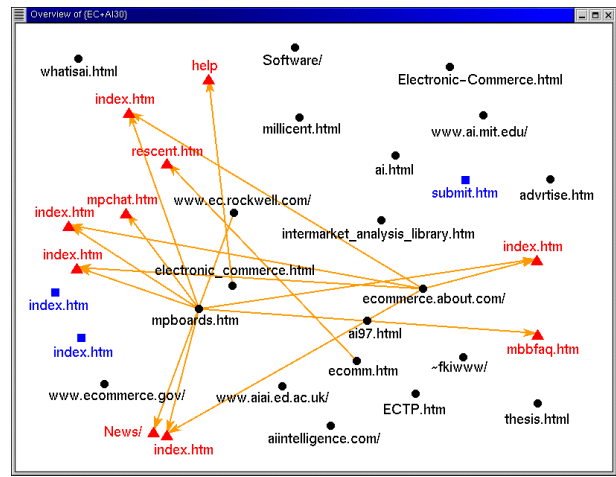 Overview of {EC+AI30}
Software/
help
whatisai.html
Electronic-Commerce.html
index.htm
millicent.html
www.ai.mit.edu/
rescent.htm
ai.html
submit.htm
advrtise.htm
mpchat.htm
www.ec.rockwell.com/
index.htm
intermarket_analysis_library.htm
index.htm
index.htm
electronic_commerce.html
index.htm
ecommerce.about.com/
mpboards.htm
ai97.html
index.htm
mbbfaq.htm
ecomm.htm
~fkiwww/
www.ecommerce.gov/
www.aiai.ed.ac.uk/
ECTP.htm
thesis.html
News/
index.htm
aiintelligence.com/